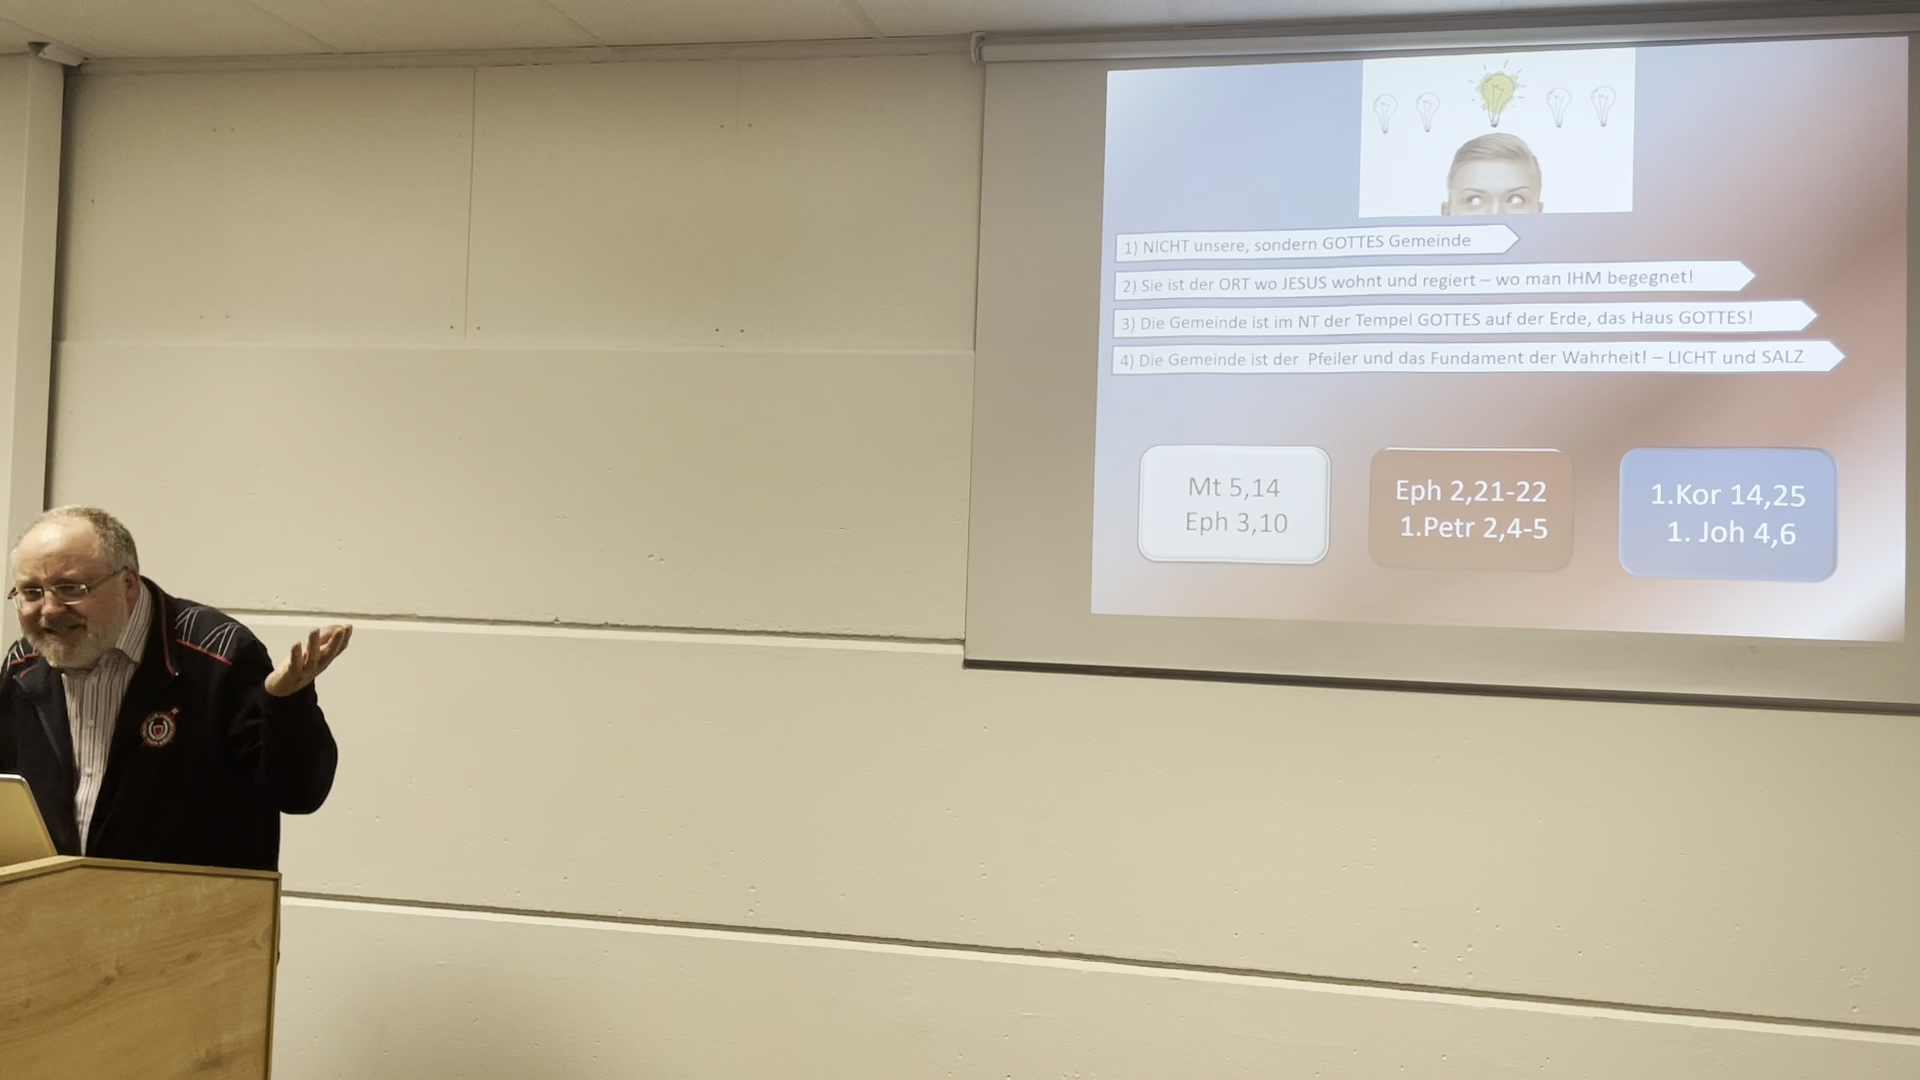 1) NICHT unsere, sondern GOTTES Gemeinde
2) Sie ist der ORT wo JESUS wohnt und regiert – wo man IHM begegnet!
3) Die Gemeinde ist im NT der Tempel GOTTES auf der Erde, das Haus GOTTES!
4) Die Gemeinde ist der Pfeiler und das Fundament der Wahrheit! – LICHT und SALZ
Mt 5,14
Eph 3,10
Eph 2,21-22
1.Petr 2,4-5
1.Kor 14,25
1. Joh 4,6